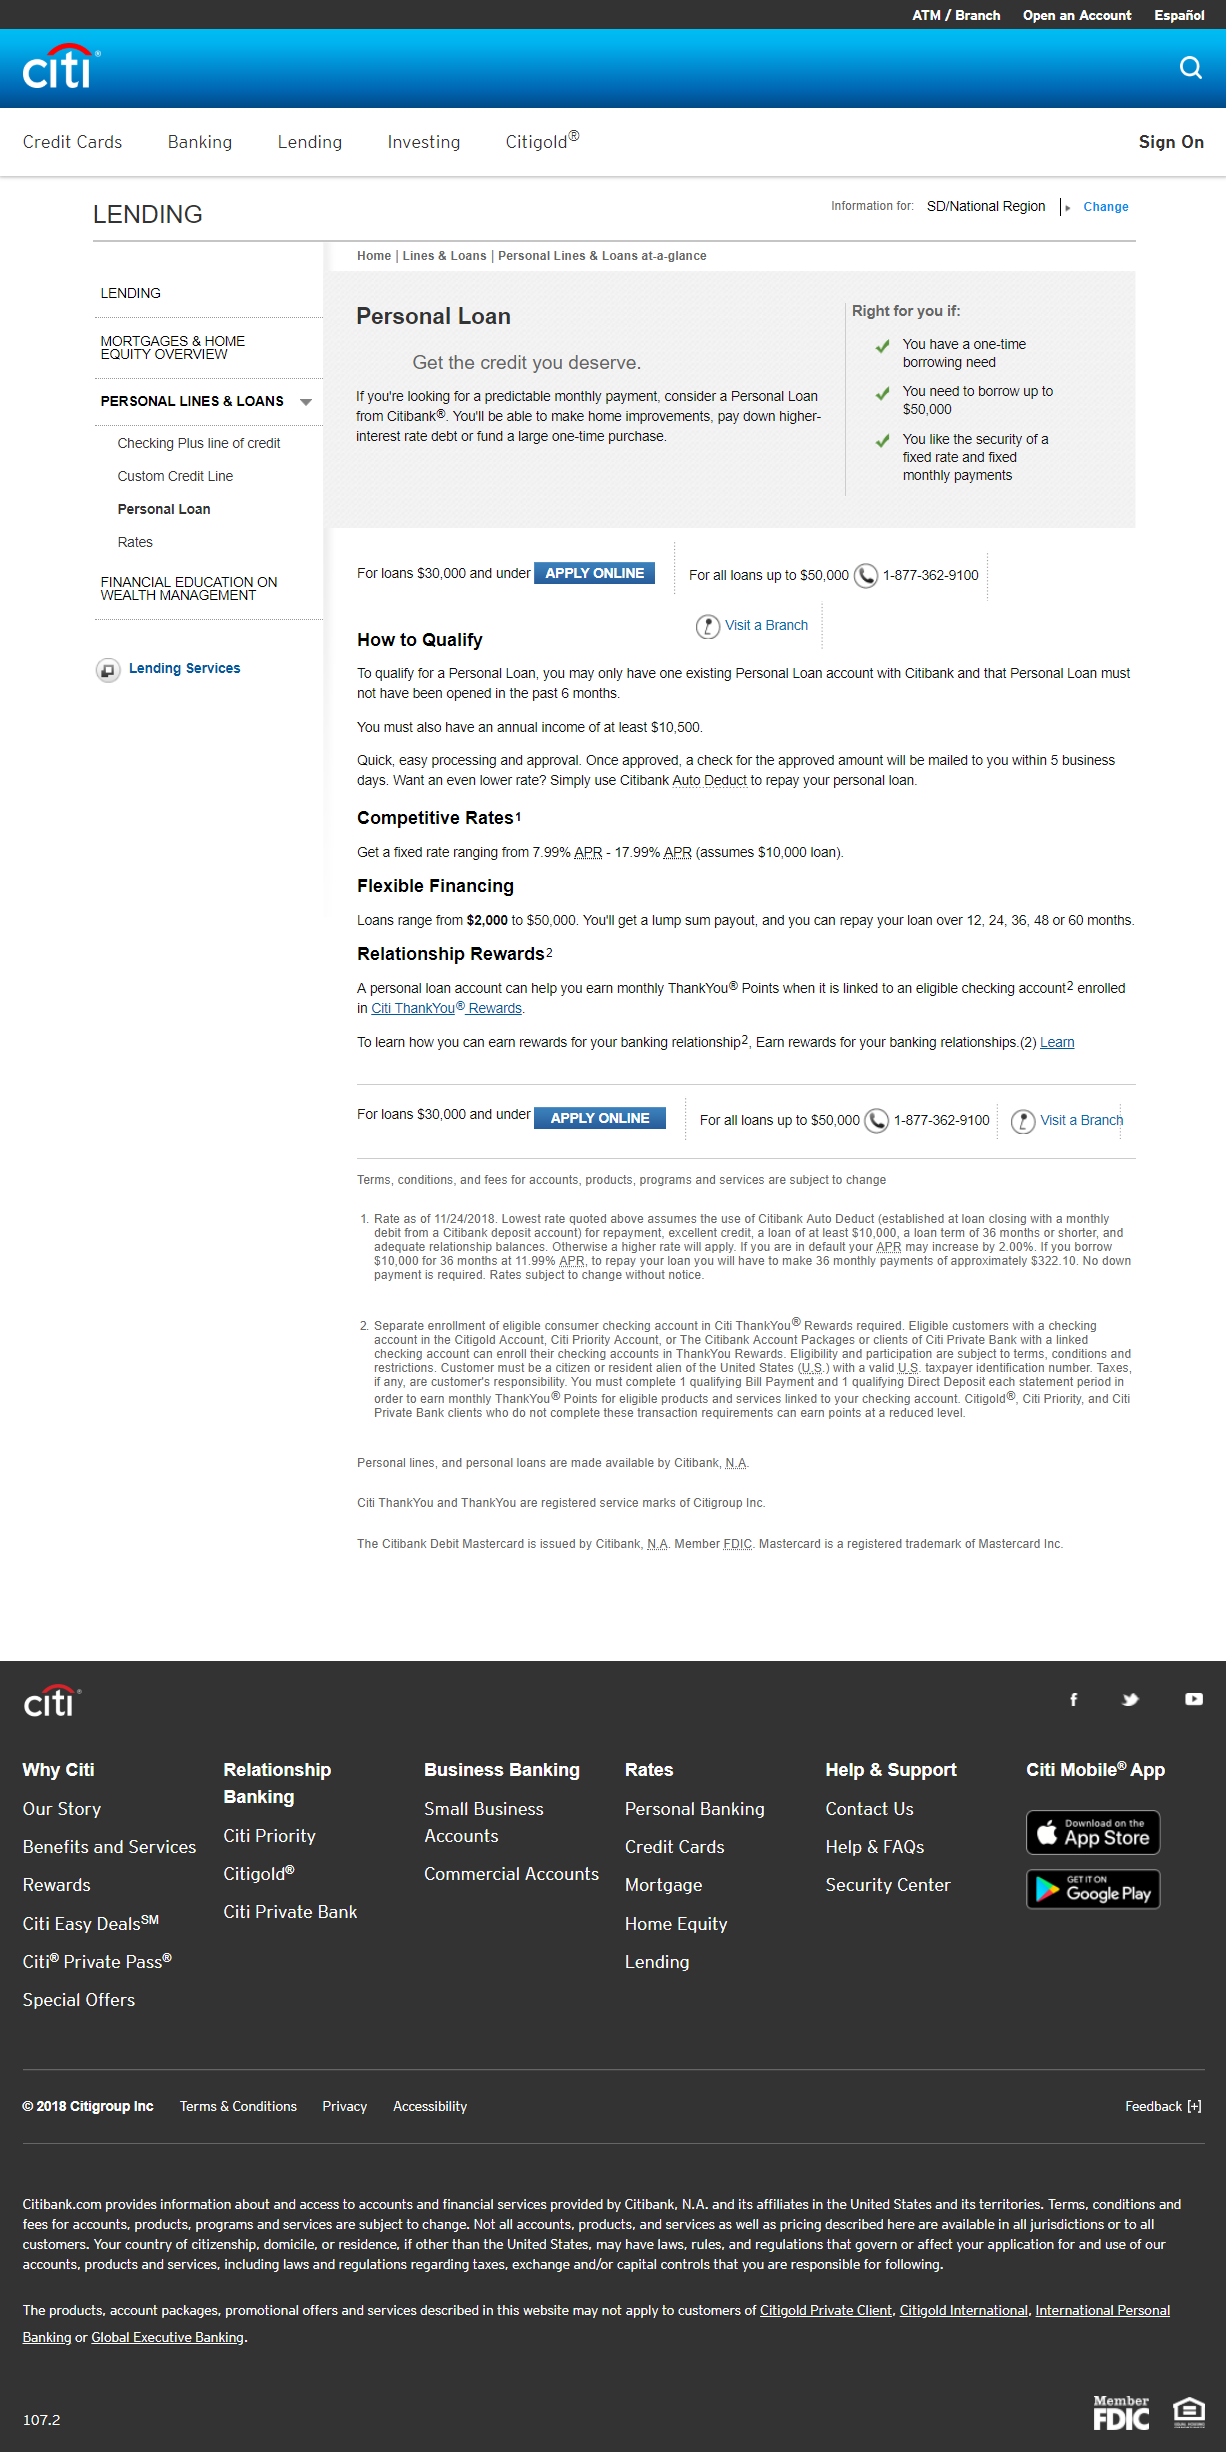 ATM / Branch Open an Account Español
citi®
Credit Cards Banking Lending Investing Citigold® Sign On
LENDING
Information for: SD/National Region Change
Home | Lines & Loans | Personal Lines & Loans at-a-glance
LENDING
MORTGAGES & HOME
EQUITY OVERVIEW
PERSONAL LINES & LOANS
Checking Plus line of credit
Custom Credit Line
Personal Loan
Rates
FINANCIAL EDUCATION ON
WEALTH MANAGEMENT
Lending Services
Personal Loan
Get the credit you deserve.
If you're looking for a predictable monthly payment, consider a Personal Loan
from Citibank®. You'll be able to make home improvements, pay down higher-
interest rate debt or fund a large one-time purchase.
Right for you if:
You have a one-time
borrowing need
You need to borrow up to
$50,000
You like the security of a
fixed rate and fixed
monthly payments
For loans $30,000 and under APPLY ONLINE
For all loans up to $50,000 1-877-362-9100
Visit a Branch
How to Qualify
To qualify for a Personal Loan, you may only have one existing Personal Loan account with Citibank and that Personal Loan must
not have been opened in the past 6 months.
You must also have an annual income of at least $10,500.
Quick, easy processing and approval. Once approved, a check for the approved amount will be mailed to you within 5 business
days. Want an even lower rate? Simply use Citibank Auto Deduct to repay your personal loan.
Competitive Rates1
Get a fixed rate ranging from 7.99% APR - 17.99% APR (assumes $10,000 loan).
Flexible Financing
Loans range from $2,000 to $50,000. You'll get a lump sum payout, and you can repay your loan over 12, 24, 36, 48 or 60 months.
Relationship Rewards2
A personal loan account can help you earn monthly ThankYou® Points when it is linked to an eligible checking account2 enrolled
in Citi ThankYou® Rewards.
To learn how you can earn rewards for your banking relationship2, Earn rewards for your banking relationships.(2) Learn
For loans $30,000 and under APPLY ONLINE For all loans up to $50,000 1-877-362-9100 Visit a Branch
Terms, conditions, and fees for accounts, products, programs and services are subject to change
1. Rate as of 11/24/2018. Lowest rate quoted above assumes the use of Citibank Auto Deduct (established at loan closing with a monthly
debit from a Citibank deposit account) for repayment, excellent credit, a loan of at least $10,000, a loan term of 36 months or shorter, and
adequate relationship balances. Otherwise a higher rate will apply. If you are in default your APR may increase by 2.00%. If you borrow
$10,000 for 36 months at 11.99% APR, to repay your loan you will have to make 36 monthly payments of approximately $322.10. No down
payment is required. Rates subject to change without notice.
2. Separate enrollment of eligible consumer checking account in Citi ThankYou® Rewards required. Eligible customers with a checking
account in the Citigold Account, Citi Priority Account, or The Citibank Account Packages or clients of Citi Private Bank with a linked
checking account can enroll their checking accounts in ThankYou Rewards. Eligibility and participation are subject to terms, conditions and
restrictions. Customer must be a citizen or resident alien of the United States (U.S.) with a valid U.S. taxpayer identification number. Taxes,
if any, are customer's responsibility. You must complete 1 qualifying Bill Payment and 1 qualifying Direct Deposit each statement period in
order to earn monthly ThankYou® Points for eligible products and services linked to your checking account. Citigold®, Citi Priority, and Citi
Private Bank clients who do not complete these transaction requirements can earn points at a reduced level.
Personal lines, and personal loans are made available by Citibank, N.A.
Citi ThankYou and ThankYou are registered service marks of Citigroup Inc.
The Citibank Debit Mastercard is issued by Citibank, N.A. Member FDIC. Mastercard is a registered trademark of Mastercard Inc.
citi®
Why Citi
Our Story
Benefits and Services
Rewards
Citi Easy DealsSM
Citi® Private Pass®
Special Offers
Relationship
Banking
Citi Priority
Citigold®
Citi Private Bank
Business Banking
Small Business
Accounts
Commercial Accounts
Rates
Personal Banking
Credit Cards
Mortgage
Home Equity
Lending
Help & Support
Contact Us
Help & FAQs
Security Center
Citi Mobile® App
Download on the
App Store
GET IT ON
Google Play
© 2018 Citigroup Inc Terms & Conditions Privacy Accessibility Feedback [+]
Citibank.com provides information about and access to accounts and financial services provided by Citibank, N.A. and its affiliates in the United States and its territories. Terms, conditions and
fees for accounts, products, programs and services are subject to change. Not all accounts, products, and services as well as pricing described here are available in all jurisdictions or to all
customers. Your country of citizenship, domicile, or residence, if other than the United States, may have laws, rules, and regulations that govern or affect your application for and use of our
accounts, products and services, including laws and regulations regarding taxes, exchange and/or capital controls that you are responsible for following.
The products, account packages, promotional offers and services described in this website may not apply to customers of Citigold Private Client, Citigold International, International Personal
Banking or Global Executive Banking.
107.2
Member
FDIC